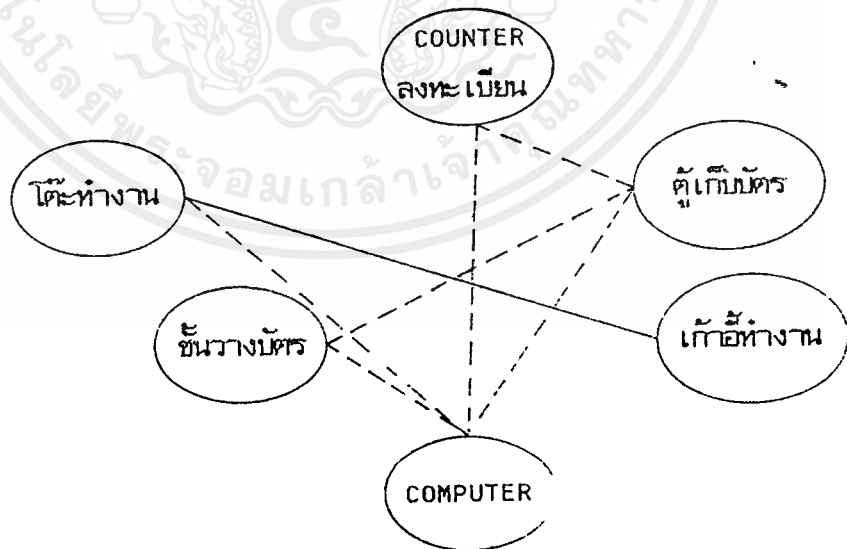 COUNTER
ลงทะเบียน
ตู้เก็บบัตร
โต๊ะทำงาน
ชั้นวางบัตร
เก้าอี้ทำงาน
COMPUTER